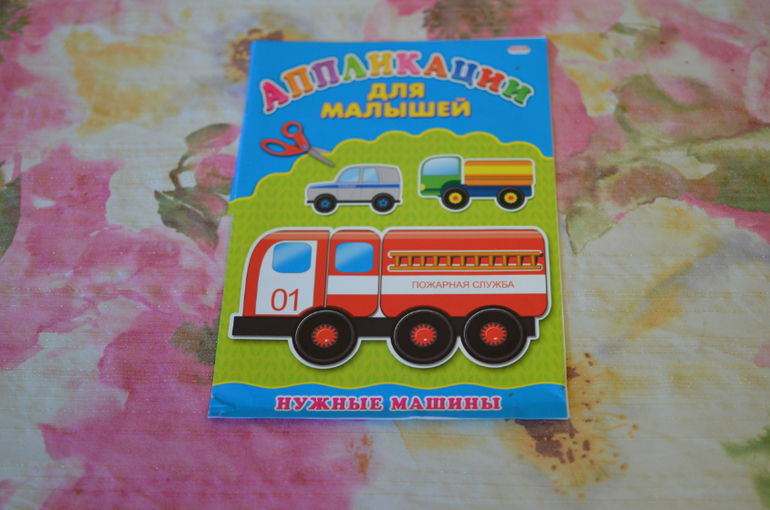 АППЛИКАЦИИ
ДЛЯ
МАЛЫШЕЙ
ПОЖАРНАЯ СЛУЖБА
01
НУЖНЫЕ МАШИНЫ